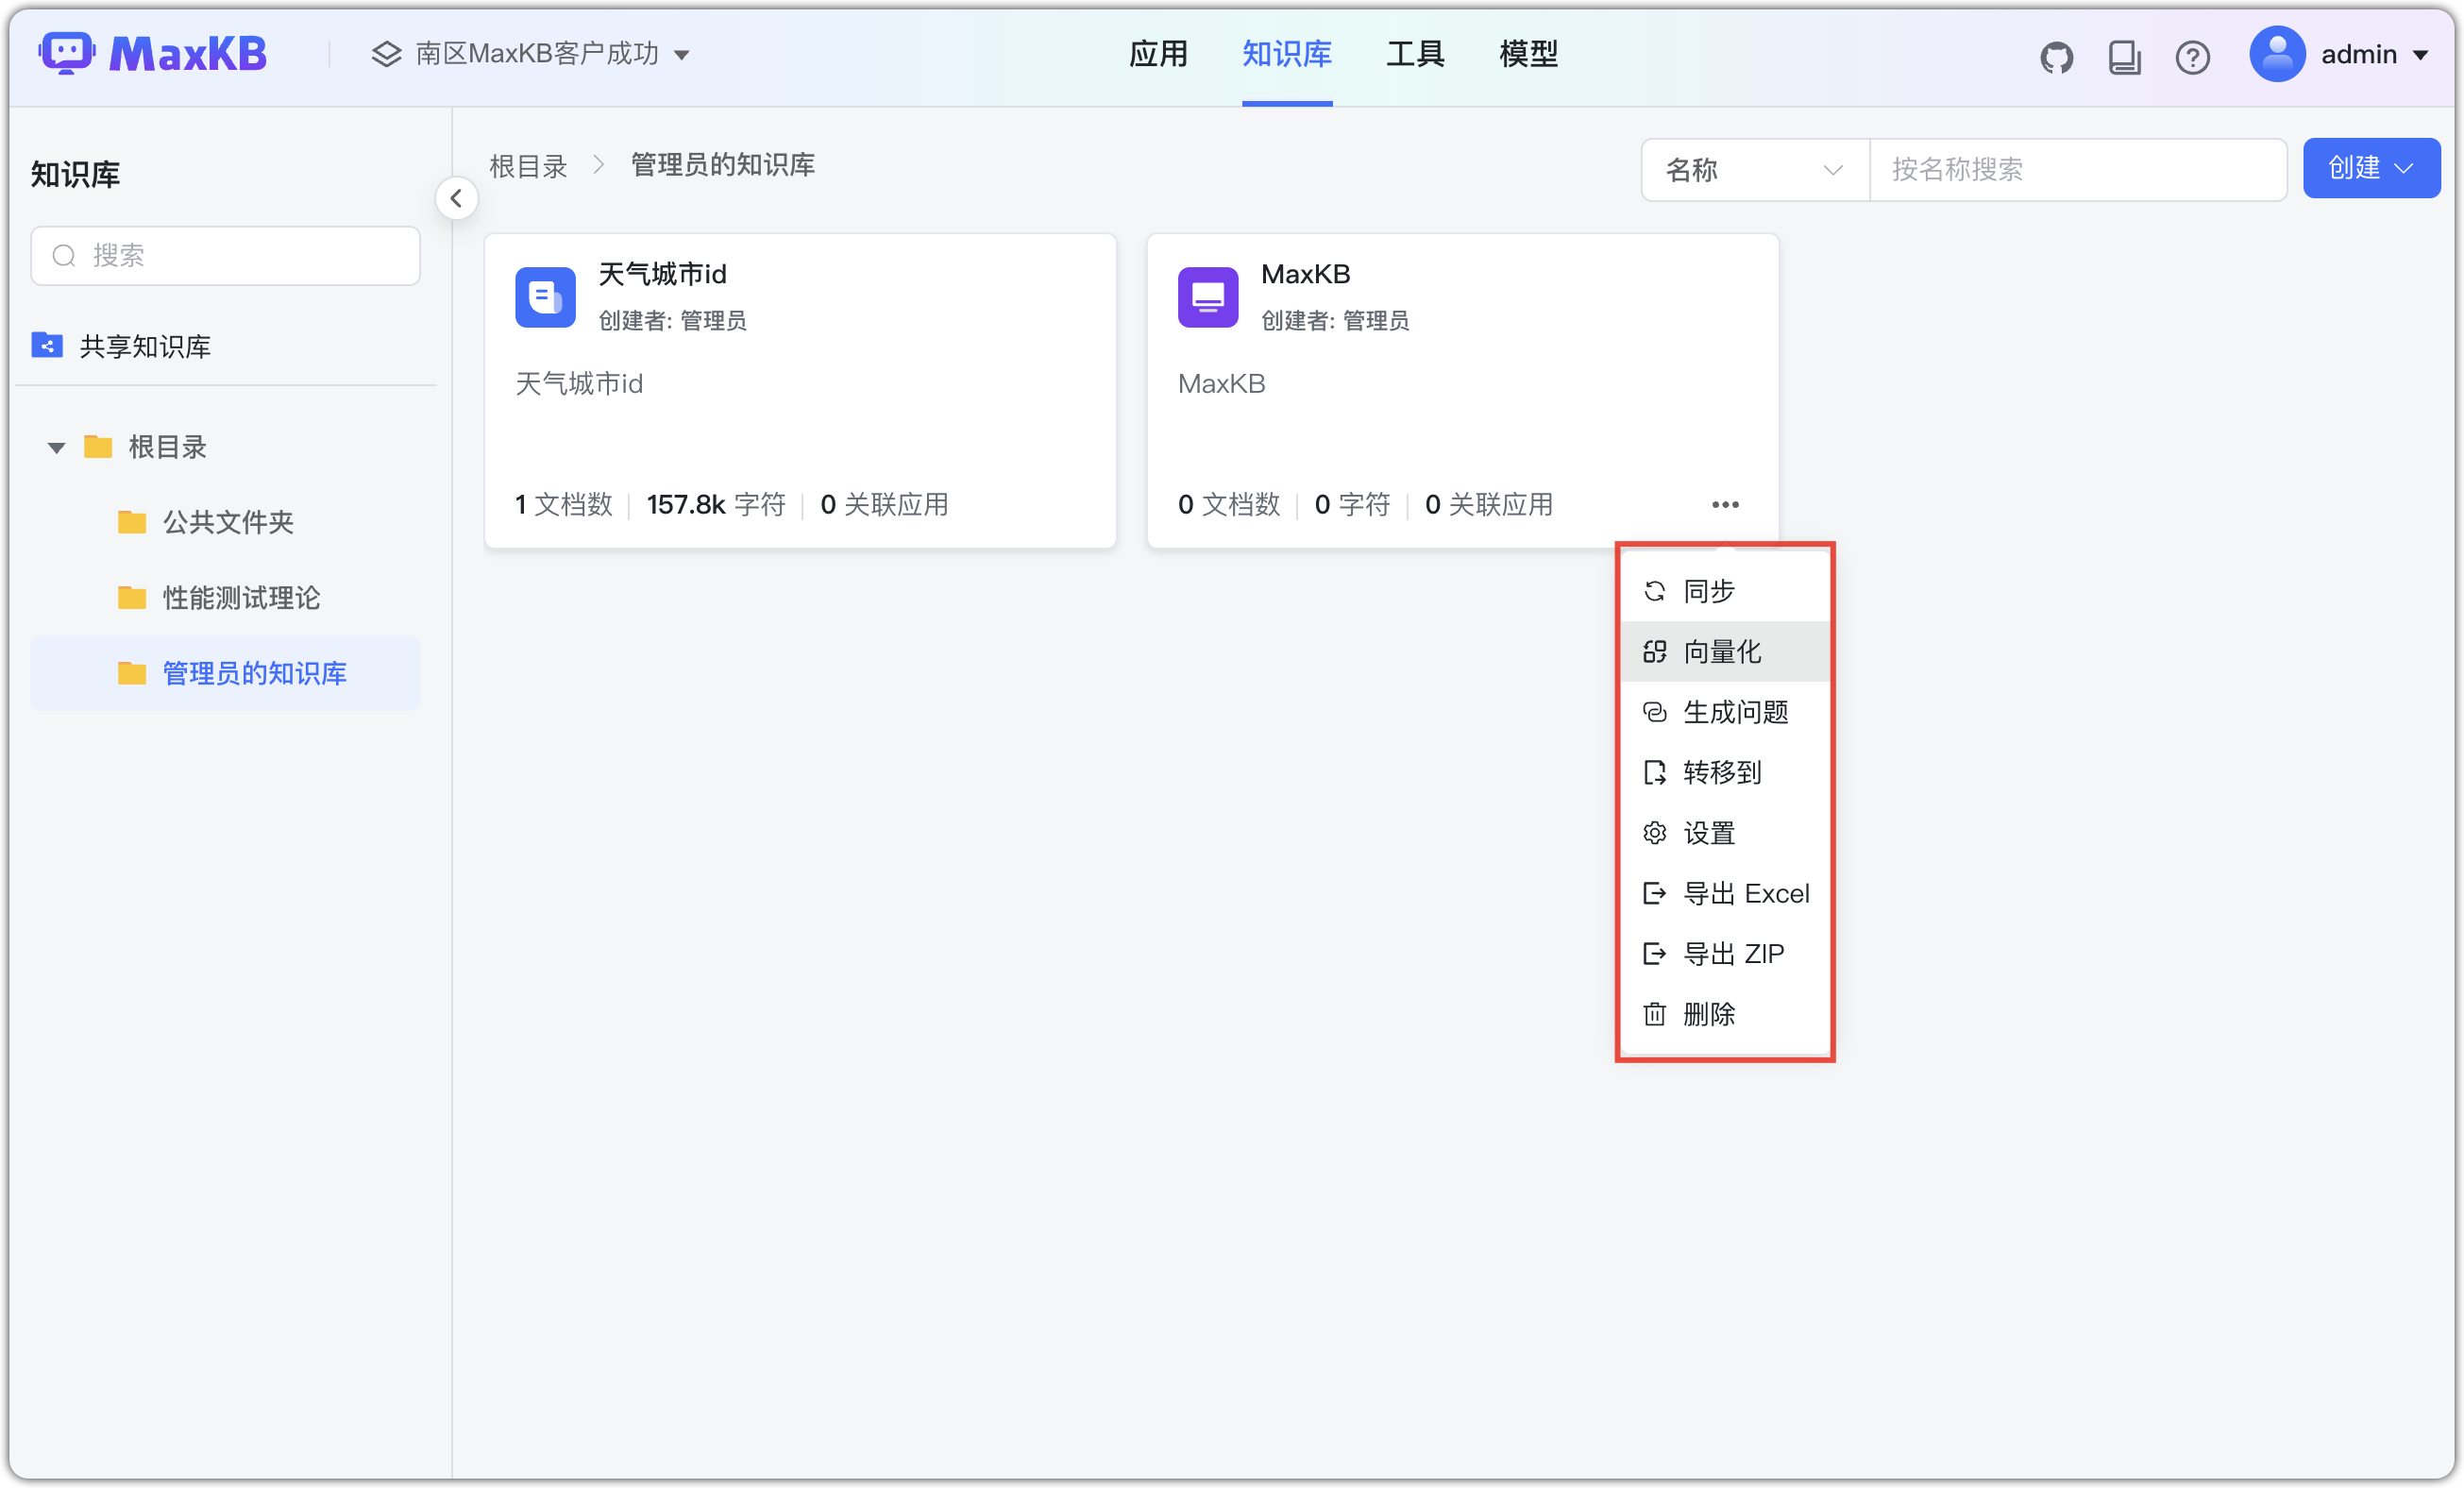 MaxKB
南区MaxKB客户成功
应用 知识库 工具 模型
admin
知识库
搜索
共享知识库
根目录
公共文件夹
性能测试理论
管理员的知识库
根目录 > 管理员的知识库
名称
按名称搜索
创建
天气城市id
创建者: 管理员
天气城市id
1 文档数 157.8k 字符 0 关联应用
MaxKB
创建者: 管理员
MaxKB
0 文档数 0 字符 0 关联应用
同步
向量化
生成问题
转移到
设置
导出 Excel
导出 ZIP
删除